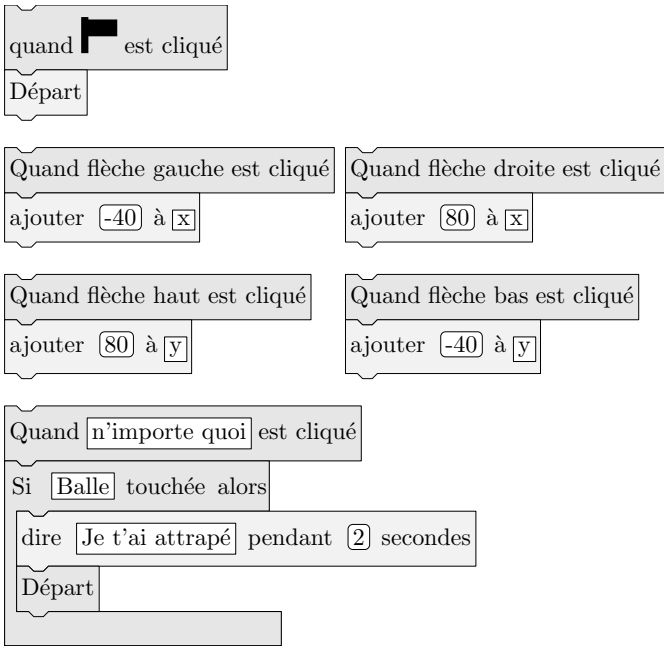 quand est cliqué
Départ
Quand flèche gauche est cliqué
ajouter -40 à x
Quand flèche droite est cliqué
ajouter 80 à x
Quand flèche haut est cliqué
ajouter 80 à y
Quand flèche bas est cliqué
ajouter -40 à y
Quand n'importe quoi est cliqué
Si Balle touchée alors
dire Je t'ai attrapé pendant 2 secondes
Départ